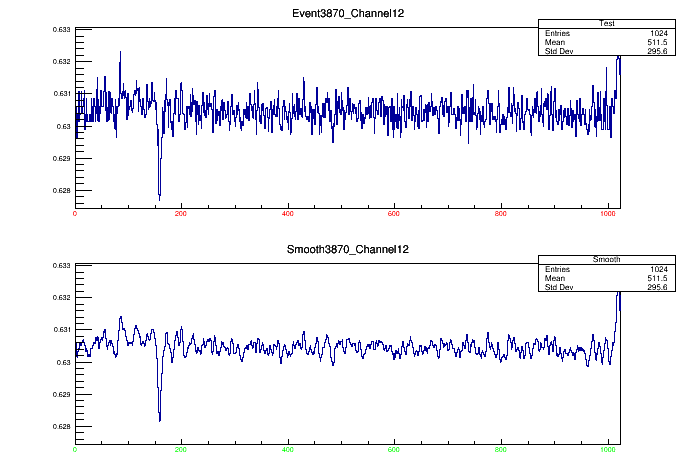 Event3870_Channel12
Test
Entries 1024
Mean 511.5
Std Dev 295.6
0.633
0.632
0.631
0.63
0.629
0.628
0 200 400 600 800 1000
Smooth3870_Channel12
Smooth
Entries 1024
Mean 511.5
Std Dev 295.6
0.633
0.632
0.631
0.63
0.629
0.628
0 200 400 600 800 1000